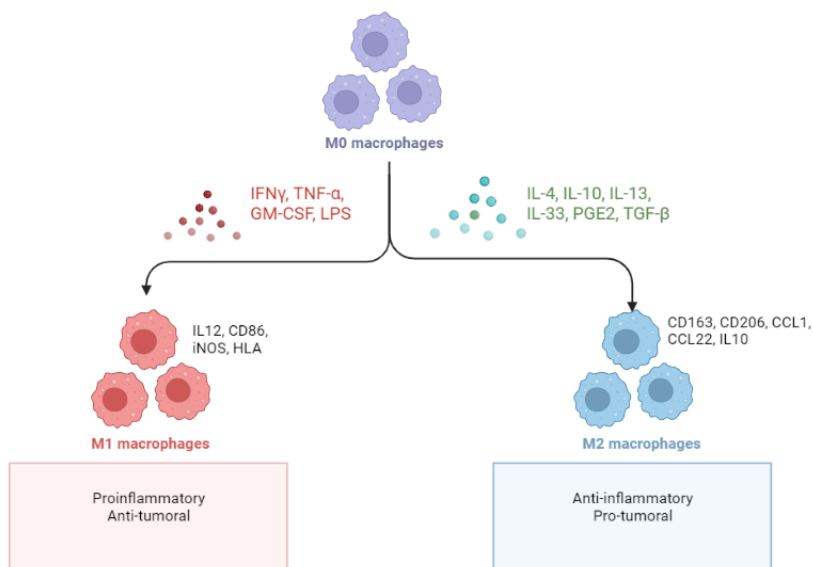 M0 macrophages
IFNγ, TNF-α,
GM-CSF, LPS
IL-4, IL-10, IL-13,
IL-33, PGE2, TGF-β
IL12, CD86,
iNOS, HLA
CD163, CD206, CCL1,
CCL22, IL10
M1 macrophages
M2 macrophages
Proinflammatory
Anti-tumoral
Anti-inflammatory
Pro-tumoral